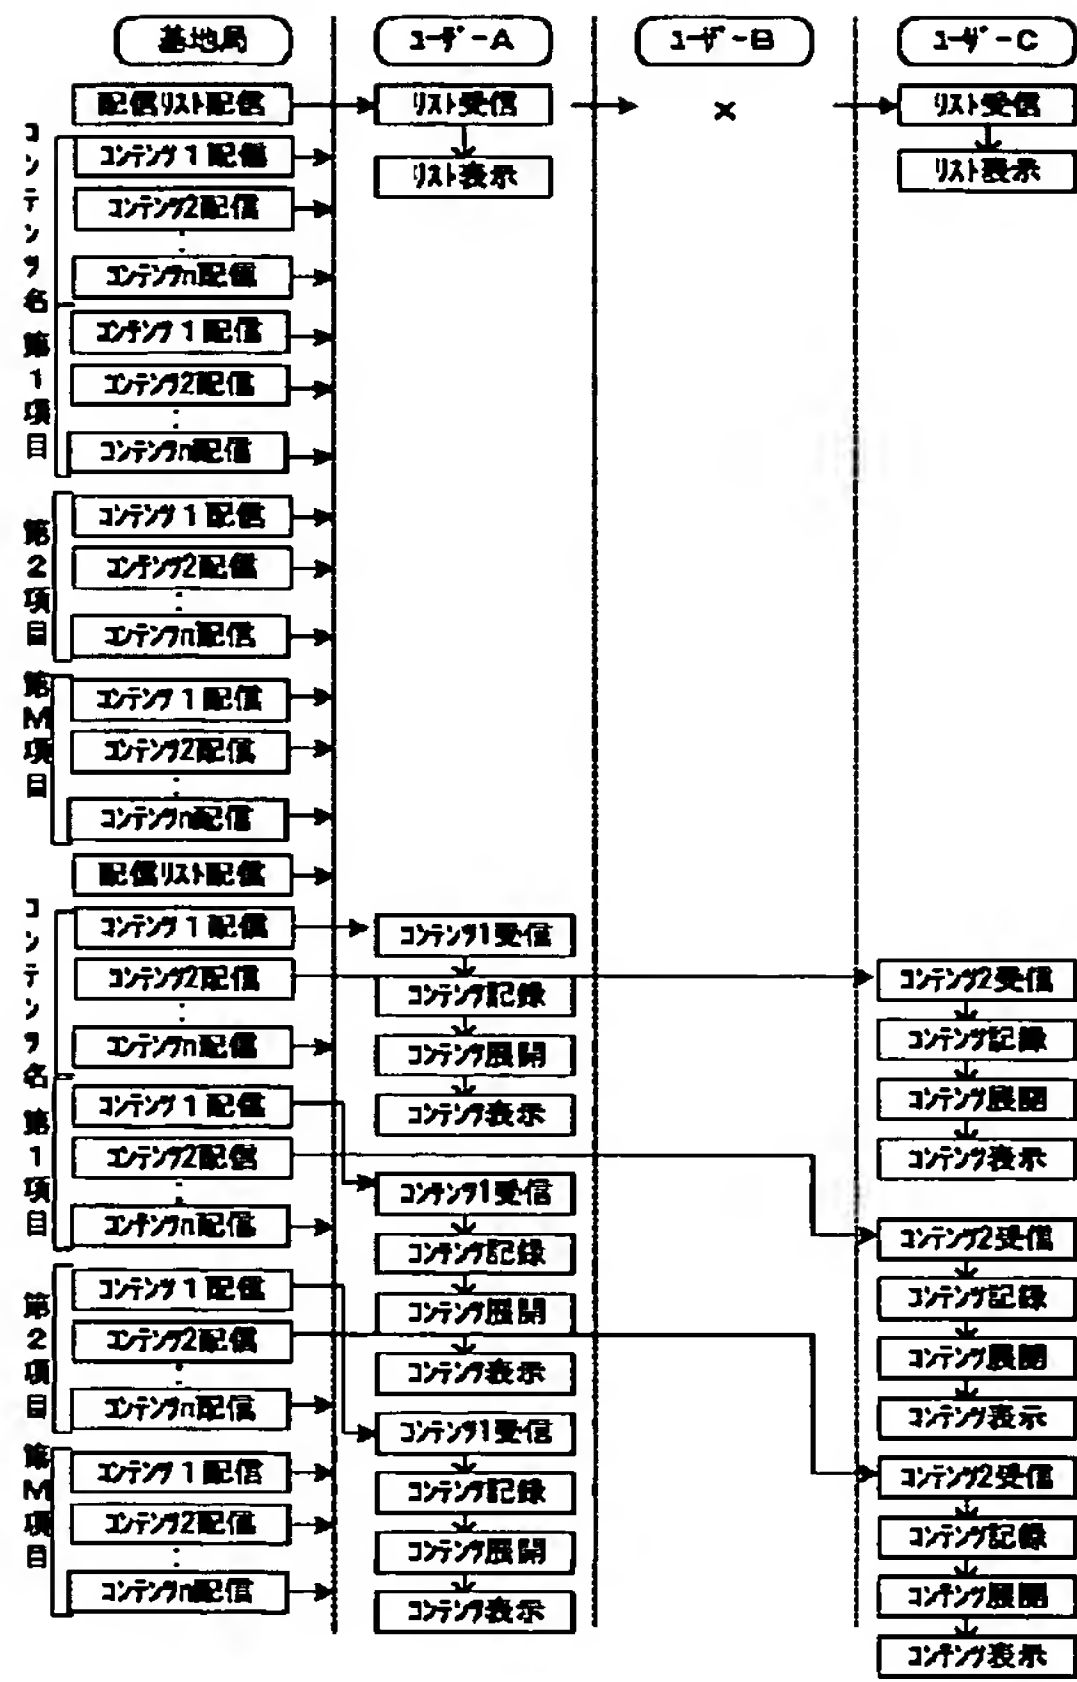 基地局 ユーザ-A ユーザ-B ユーザ-C
配信リスト配信 リスト受信 × リスト受信
リスト表示 リスト表示
コンテンツ名 第1項目
コンテンツ1配信
コンテンツ2配信
コンテンツn配信
コンテンツ1配信
コンテンツ2配信
コンテンツn配信
第2項目
コンテンツ1配信
コンテンツ2配信
コンテンツn配信
第M項目
コンテンツ1配信
コンテンツ2配信
コンテンツn配信
配信リスト配信
コンテンツ名 第1項目
コンテンツ1配信
コンテンツ2配信
コンテンツn配信
コンテンツ1配信
コンテンツ2配信
コンテンツn配信
第2項目
コンテンツ1配信
コンテンツ2配信
コンテンツn配信
第M項目
コンテンツ1配信
コンテンツ2配信
コンテンツn配信
コンテンツ1受信
コンテンツ記録
コンテンツ展開
コンテンツ表示
コンテンツ1受信
コンテンツ記録
コンテンツ展開
コンテンツ表示
コンテンツ1受信
コンテンツ記録
コンテンツ展開
コンテンツ表示
コンテンツ2受信
コンテンツ記録
コンテンツ展開
コンテンツ表示
コンテンツ2受信
コンテンツ記録
コンテンツ展開
コンテンツ表示
コンテンツ2受信
コンテンツ記録
コンテンツ展開
コンテンツ表示